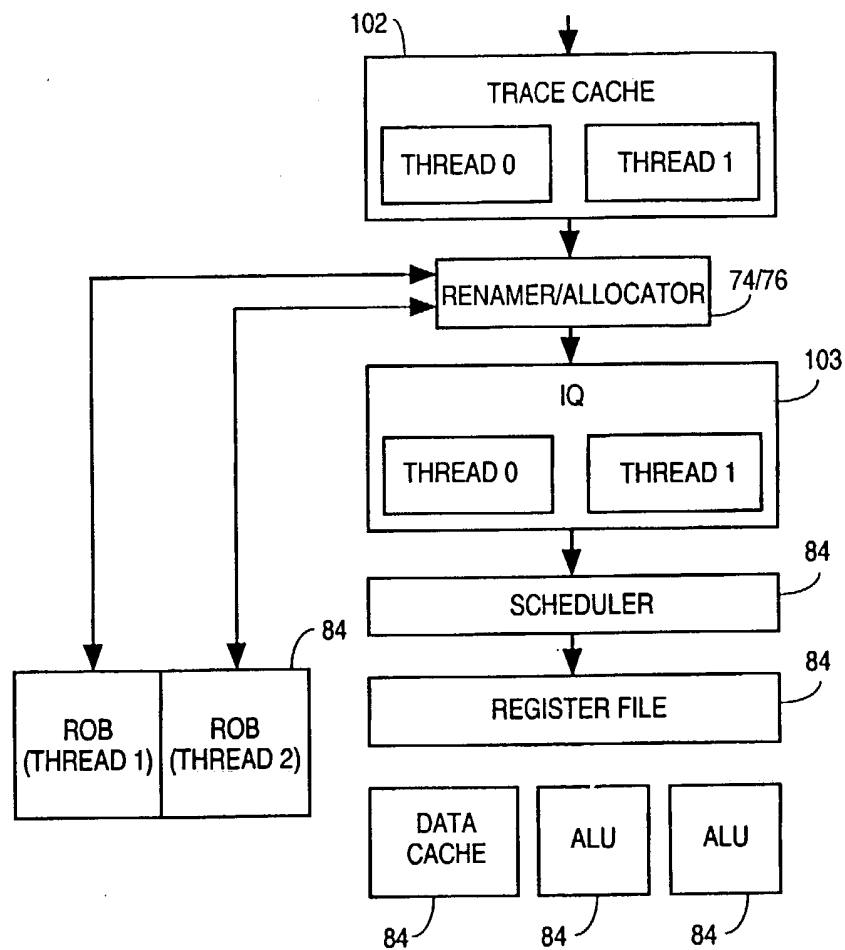 102
TRACE CACHE
THREAD 0
THREAD 1
RENAMER/ALLOCATOR
74/76
103
IQ
THREAD 0
THREAD 1
84
SCHEDULER
84
REGISTER FILE
84
ROB
(THREAD 1)
ROB
(THREAD 2)
DATA
CACHE
ALU
ALU
84
84
84